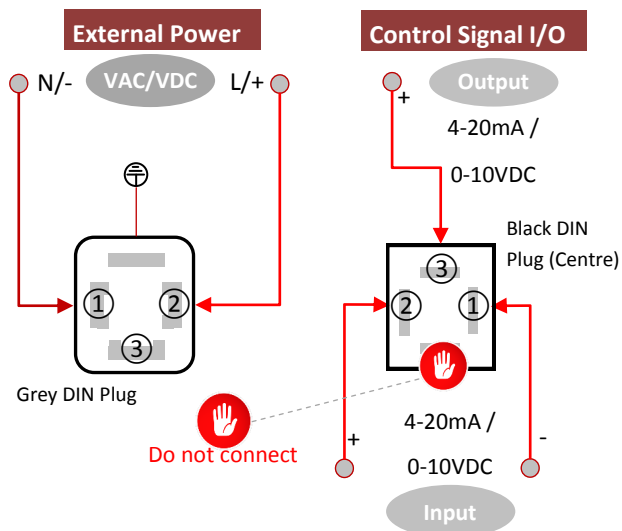 External Power
N/-
VAC/VDC
L/+
1
2
3
Grey DIN Plug
Do not connect
Control Signal I/O
Output
+
4-20mA /
0-10VDC
Black DIN
Plug (Centre)
3
2
1
+
4-20mA /
-
0-10VDC
Input